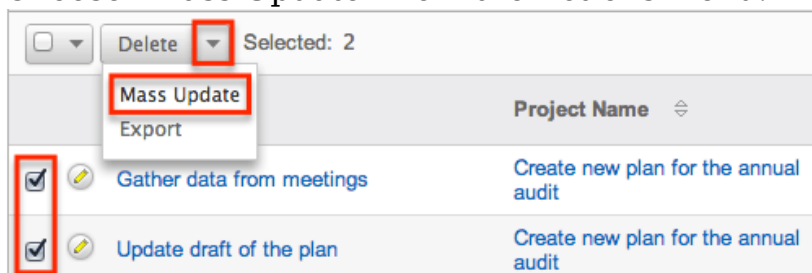 Delete
Selected: 2
Mass Update
Export
Project Name
Gather data from meetings
Create new plan for the annual
audit
Update draft of the plan
Create new plan for the annual
audit